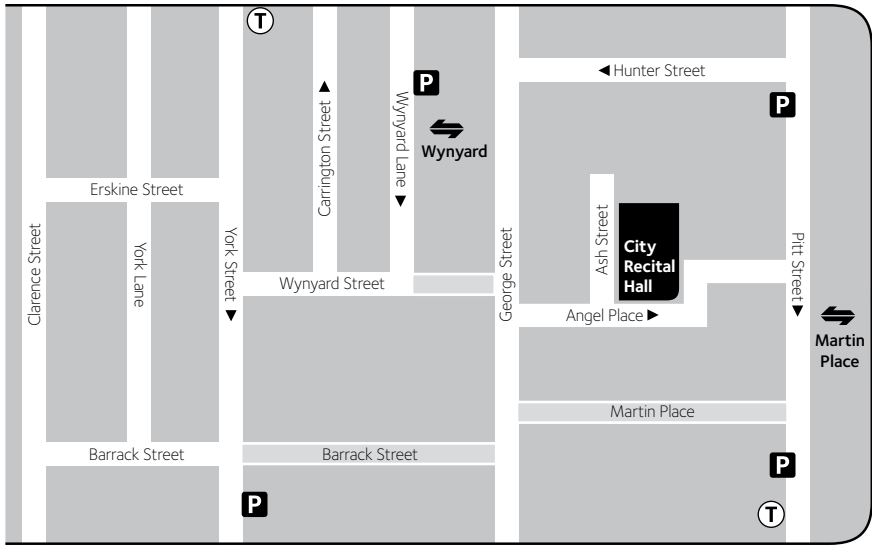 T
Hunter Street
P
P
Wynyard
Carrington Street
Wynyard Lane
Erskine Street
Clarence Street
York Lane
York Street
Wynyard Street
George Street
Ash Street
City
Recital
Hall
Pitt Street
Angel Place
Martin
Place
Martin Place
Barrack Street
Barrack Street
P
P
T